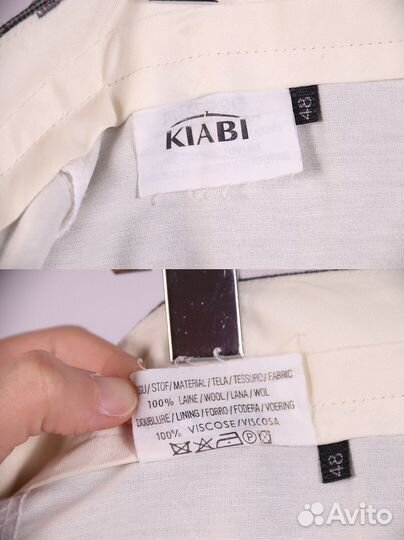 KIABI
48
SU/STOF/MATERIAL/TELA/TESSURO/FABRIC
100% LAINE/WOOL/LANA/WOL
DOUBLURE/LINING/FORRO/FODERA/VOERING
100% VISCOSE/VISCOSA
48
Avito